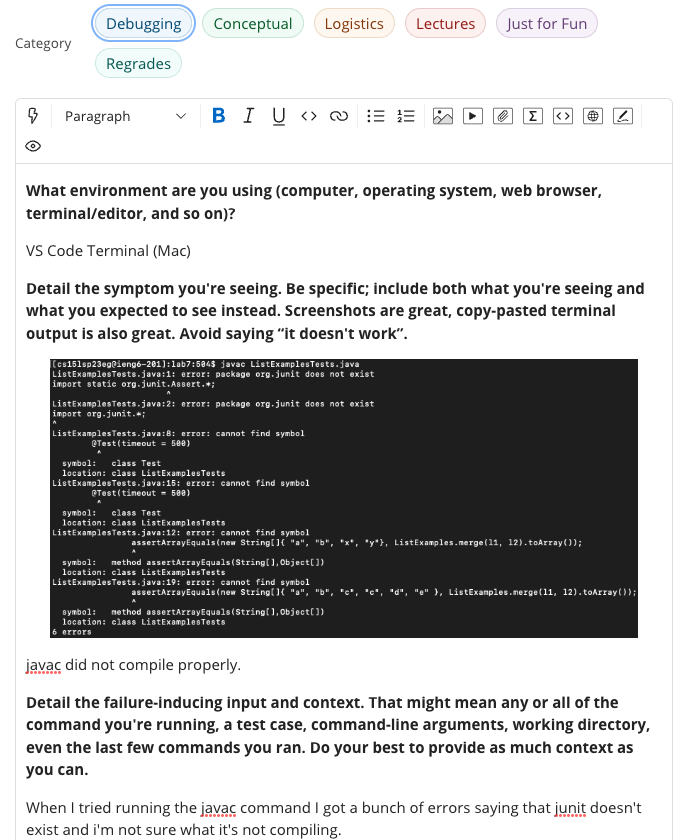 Debugging Conceptual Logistics Lectures Just for Fun
Category
Regrades
Paragraph B I U <>
What environment are you using (computer, operating system, web browser,
terminal/editor, and so on)?
VS Code Terminal (Mac)
Detail the symptom you're seeing. Be specific; include both what you're seeing and
what you expected to see instead. Screenshots are great, copy-pasted terminal
output is also great. Avoid saying “it doesn't work”.
[cs15lsp23eg@ieng6-201]:lab7:504$ javac ListExamplesTests.java
ListExamplesTests.java:1: error: package org.junit does not exist
import static org.junit.Assert.*;
^
ListExamplesTests.java:2: error: package org.junit does not exist
import org.junit.*;
^
ListExamplesTests.java:8: error: cannot find symbol
@Test(timeout = 500)
^
symbol: class Test
location: class ListExamplesTests
ListExamplesTests.java:15: error: cannot find symbol
@Test(timeout = 500)
^
symbol: class Test
location: class ListExamplesTests
ListExamplesTests.java:12: error: cannot find symbol
assertArrayEquals(new String[]{ "a", "b", "x", "y"}, ListExamples.merge(l1, l2).toArray());
^
symbol: method assertArrayEquals(String[],Object[])
location: class ListExamplesTests
ListExamplesTests.java:19: error: cannot find symbol
assertArrayEquals(new String[]{ "a", "b", "c", "c", "d", "e" }, ListExamples.merge(l1, l2).toArray());
^
symbol: method assertArrayEquals(String[],Object[])
location: class ListExamplesTests
6 errors
javac did not compile properly.
Detail the failure-inducing input and context. That might mean any or all of the
command you're running, a test case, command-line arguments, working directory,
even the last few commands you ran. Do your best to provide as much context as
you can.
When I tried running the javac command I got a bunch of errors saying that junit doesn't
exist and i'm not sure what it's not compiling.